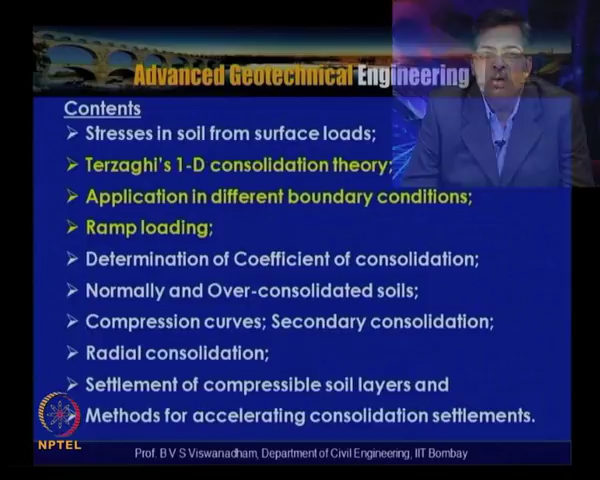 Advanced Geotechnical Engineering
Contents
➢ Stresses in soil from surface loads;
➢ Terzaghi's 1-D consolidation theory;
➢ Application in different boundary conditions;
➢ Ramp loading;
➢ Determination of Coefficient of consolidation;
➢ Normally and Over-consolidated soils;
➢ Compression curves; Secondary consolidation;
➢ Radial consolidation;
➢ Settlement of compressible soil layers and
➢ Methods for accelerating consolidation settlements.
NPTEL
Prof. B V S Viswanadham, Department of Civil Engineering, IIT Bombay